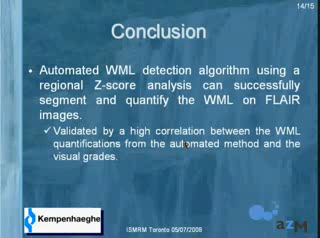 14/15
Conclusion
• Automated WML detection algorithm using a
regional Z-score analysis can successfully
segment and quantify the WML on FLAIR
images.
✓Validated by a high correlation between the WML
quantifications from the automated method and the
visual grades.
Kempenhaeghe
ISMRM Toronto 05/07/2008
azM